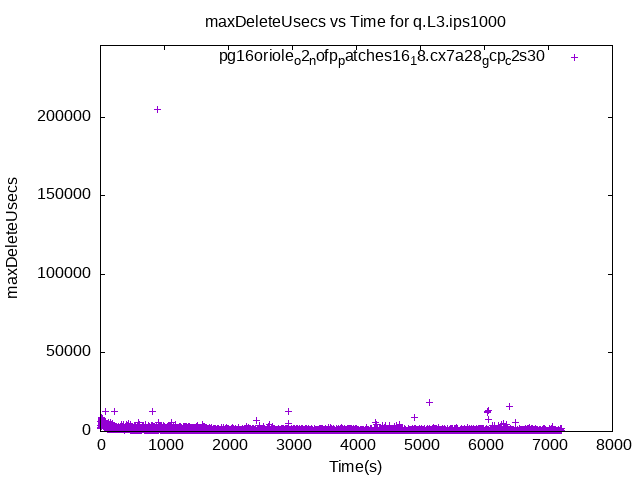 maxDeleteUsecs vs Time for q.L3.ips1000
pg16oriole_o2_nofp_patches16_18.cx7a28_gcp_c2s30
maxDeleteUsecs
200000
150000
100000
50000
0
0 1000 2000 3000 4000 5000 6000 7000 8000
Time(s)